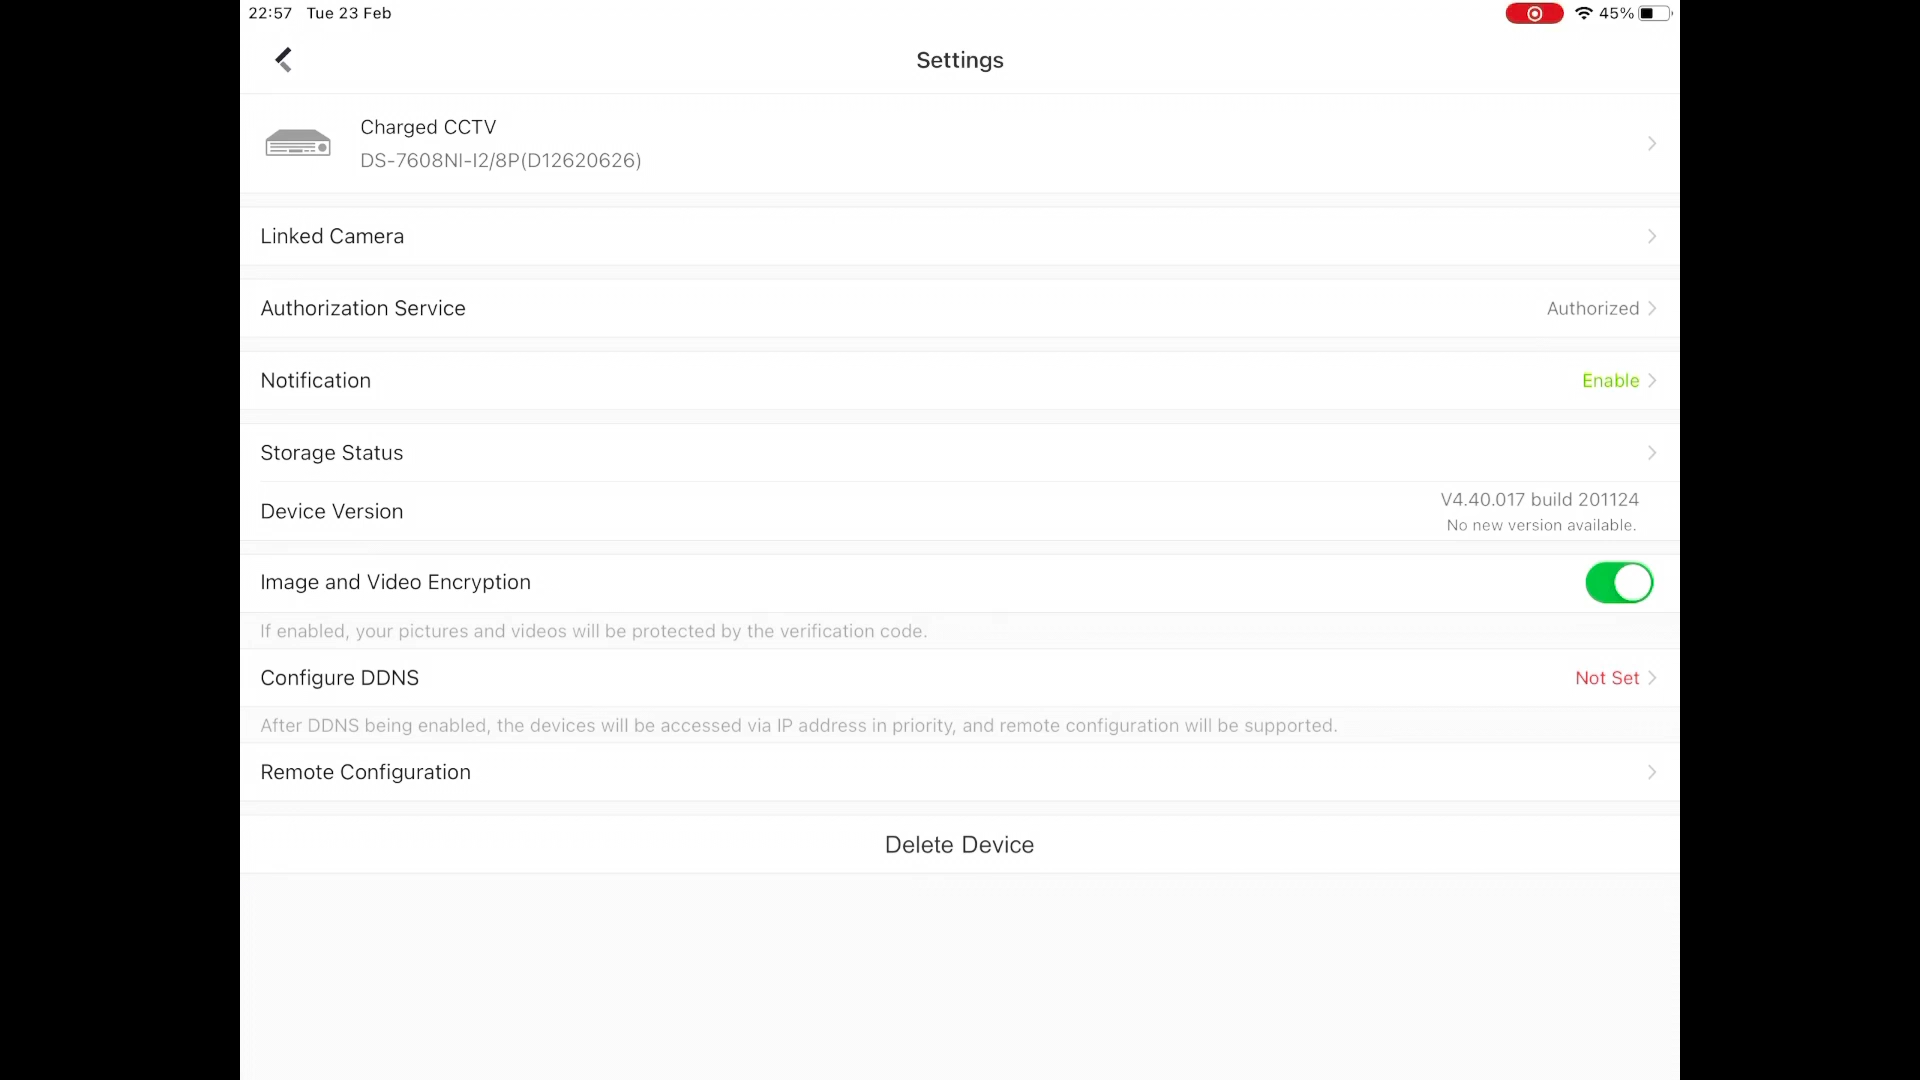 22:57 Tue 23 Feb 45%
Settings
Charged CCTV
DS-7608NI-I2/8P(D12620626)
Linked Camera
Authorization Service Authorized
Notification Enable
Storage Status
Device Version V4.40.017 build 201124
No new version available.
Image and Video Encryption
If enabled, your pictures and videos will be protected by the verification code.
Configure DDNS Not Set
After DDNS being enabled, the devices will be accessed via IP address in priority, and remote configuration will be supported.
Remote Configuration
Delete Device